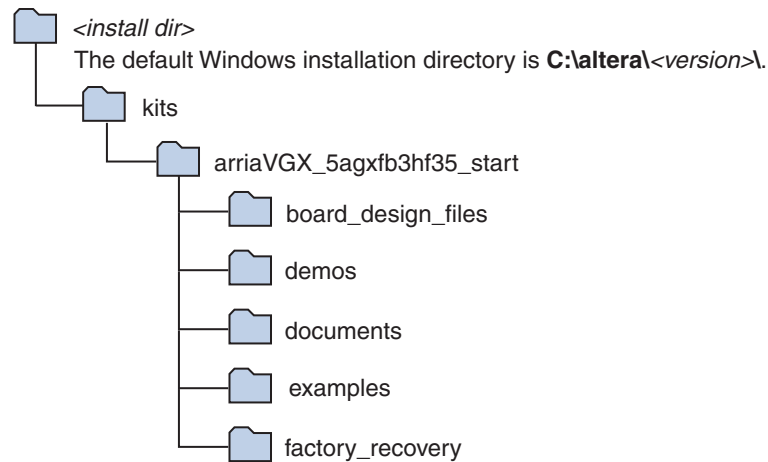 <install dir>
The default Windows installation directory is C:\altera\<version>\.
kits
arriaVGX_5agxfb3hf35_start
board_design_files
demos
documents
examples
factory_recovery